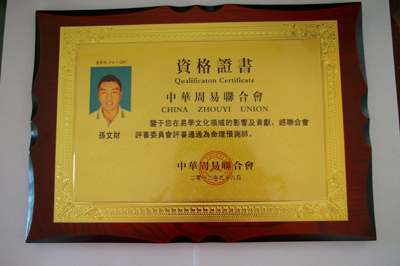 資格證書
Qualificaton Certificate
中華周易聯合會
CHINA ZHOUYI UNION
鑒于您在易學文化領域的影響及貢獻，經聯合會
評審委員會評審通過為命理預測師。
孫文財
中華周易聯合會